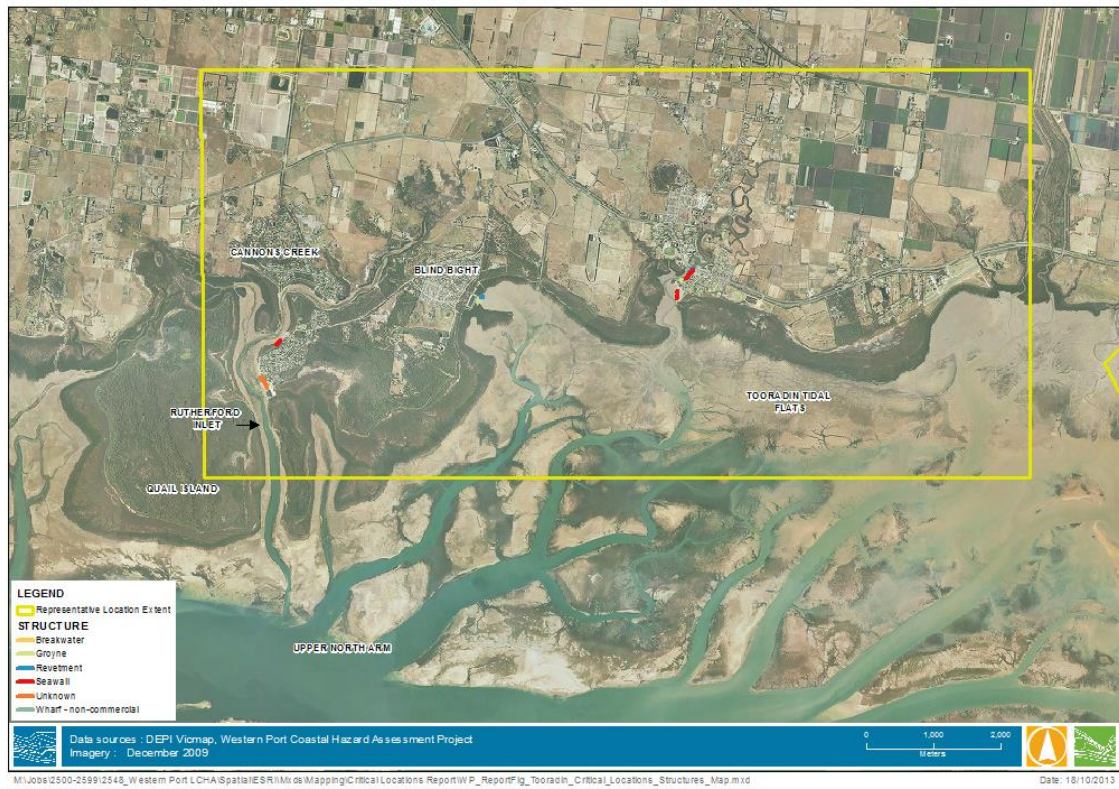 CANNONS CREEK
BLIND BIGHT
RUTHERFORD
INLET
TOORADIN TIDAL
FLATS
QUAIL ISLAND
UPPER NORTH ARM
LEGEND
Representative Location Extent
STRUCTURE
Breakwater
Groyne
Revetment
Seawall
Unknown
Wharf - non-commercial
Data sources : DEPI Vicmap, Western Port Coastal Hazard Assessment Project
Imagery : December 2009
0 1,000 2,000
Meters
M:\Jobs\2500-2599\2548_Western Port LCHA\Spatial\ESRI\Mxds\Mapping\Critical Locations Report\WP_ReportFig_Tooradin_Critical_Locations_Structures_Map.mxd
Date: 18/10/2013